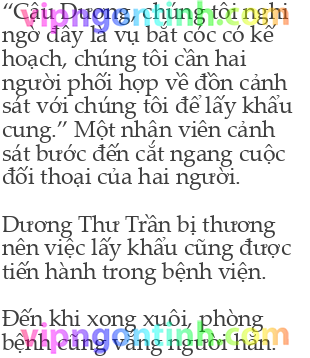 “Cậu Dương, chúng tôi nghi
ngờ đây là vụ bắt cóc có kế
hoạch, chúng tôi cần hai
người phối hợp về đồn cảnh
sát với chúng tôi để lấy khẩu
cung.” Một nhân viên cảnh
sát bước đến cắt ngang cuộc
đối thoại của hai người.
Dương Thư Trần bị thương
nên việc lấy khẩu cũng được
tiến hành trong bệnh viện.
Đến khi xong xuôi, phòng
bệnh cũng vắng người hẳn.
vipngontinh.com
vipngontinh.com